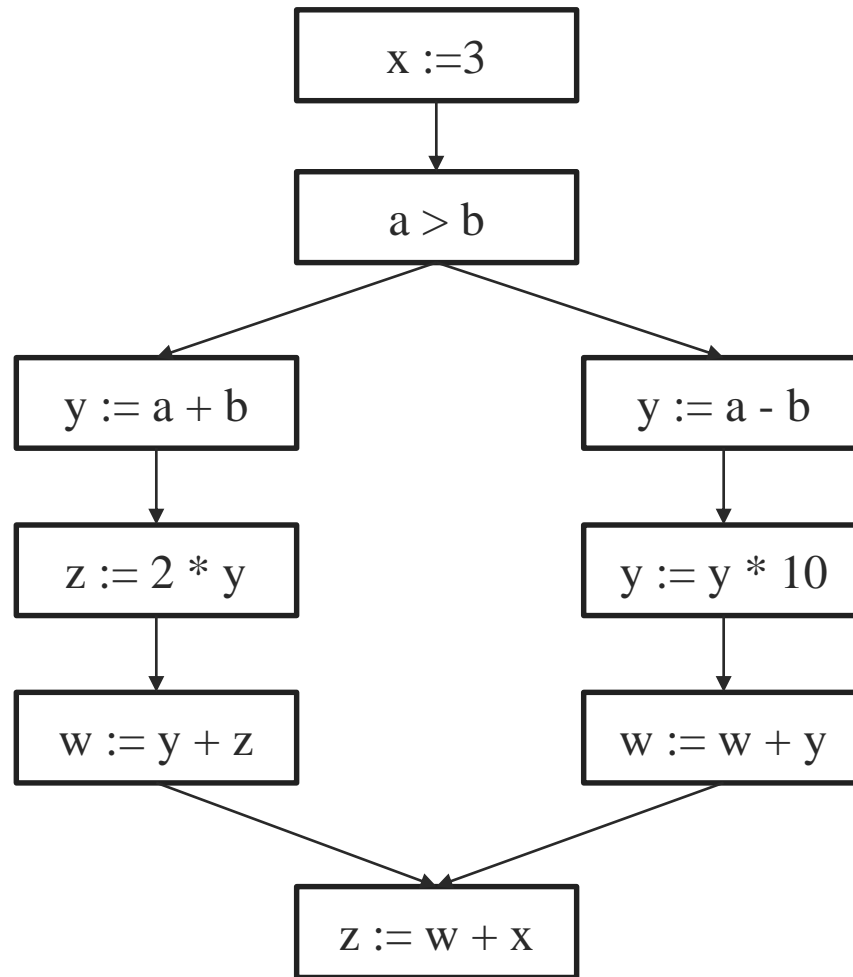 x :=3
a > b
y := a + b
y := a - b
z := 2 * y
y := y * 10
w := y + z
w := w + y
z := w + x